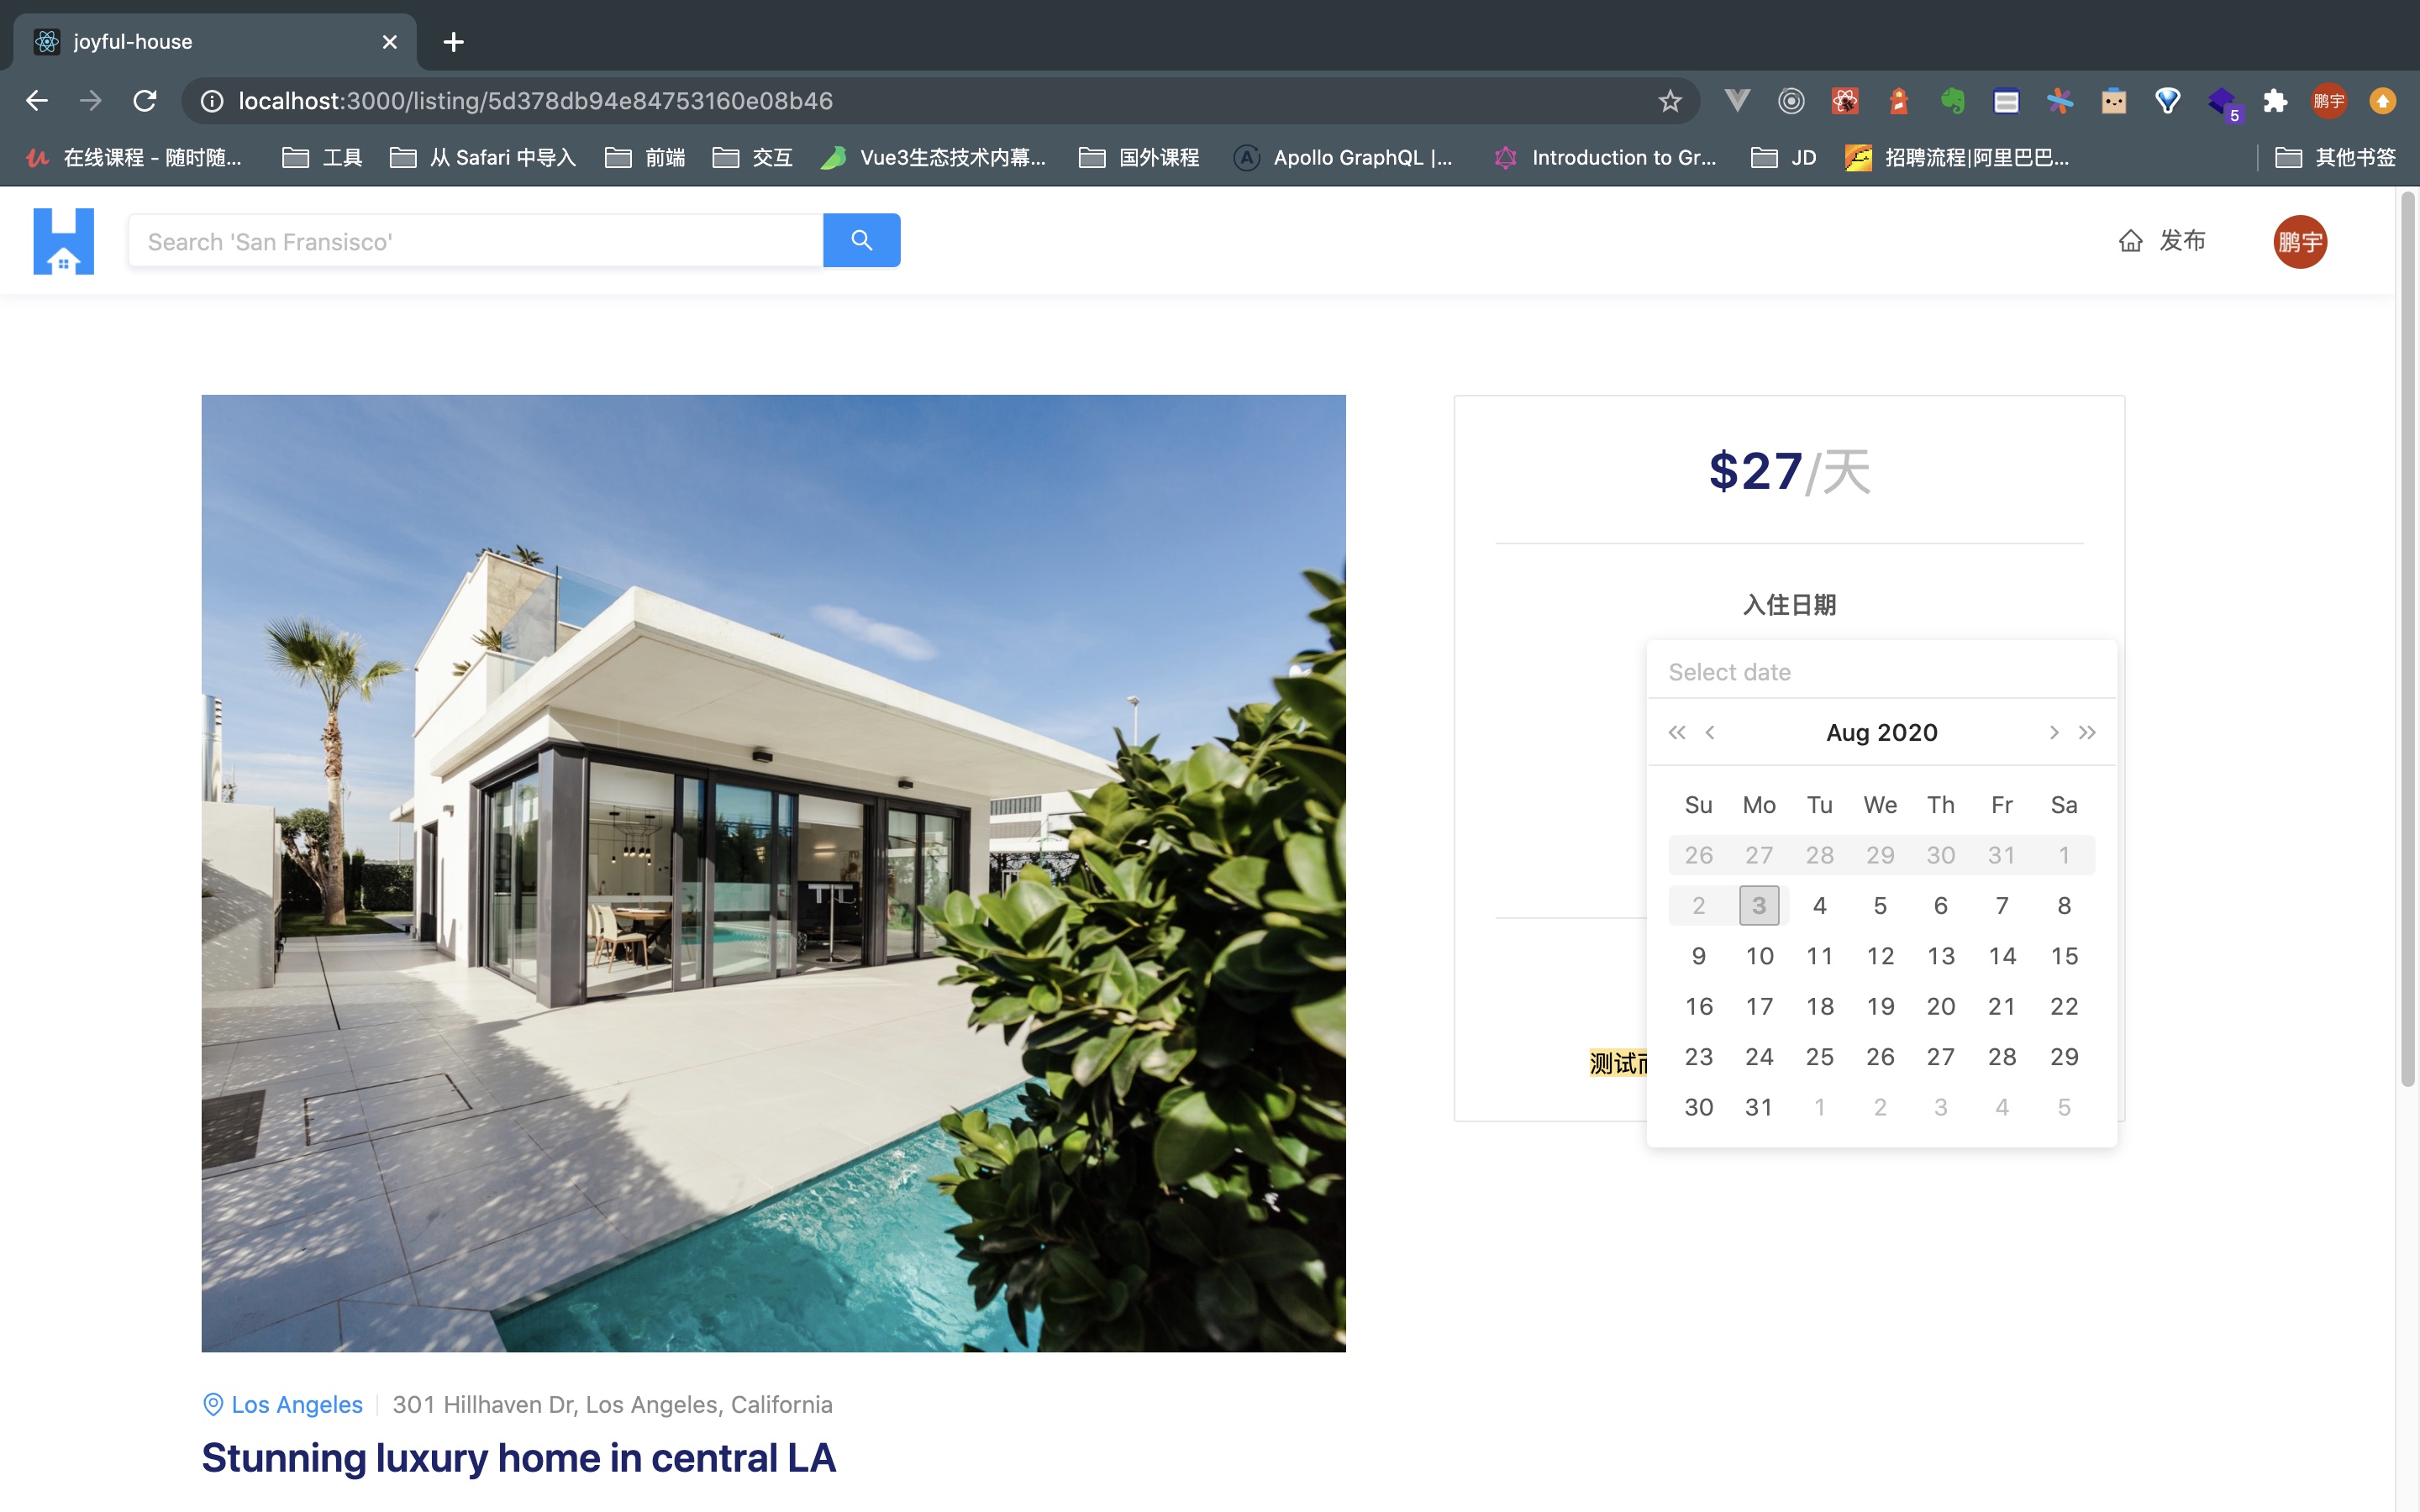 joyful-house
localhost:3000/listing/5d378db94e84753160e08b46
鹏宇
5
在线课程 - 随时随...
工具
从 Safari 中导入
前端
交互
Vue3生态技术内幕...
国外课程
Apollo GraphQL |...
Introduction to Gr...
JD
招聘流程|阿里巴巴...
其他书签
Search 'San Fransisco'
发布
鹏宇
$27/天
入住日期
Select date
Aug 2020
Su Mo Tu We Th Fr Sa
26 27 28 29 30 31 1
2 3 4 5 6 7 8
9 10 11 12 13 14 15
16 17 18 19 20 21 22
23 24 25 26 27 28 29
30 31 1 2 3 4 5
测试
Los Angeles
301 Hillhaven Dr, Los Angeles, California
Stunning luxury home in central LA